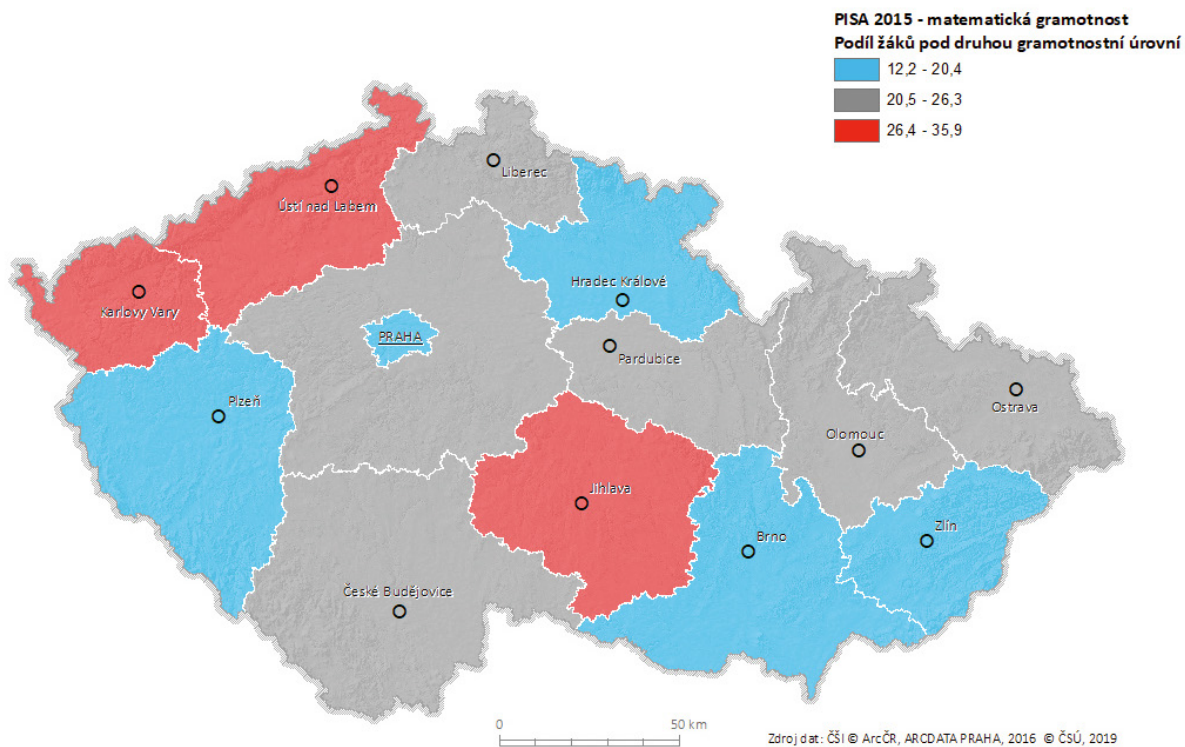 PISA 2015 - matematická gramotnost
Podíl žáků pod druhou gramotnostní úrovní
12,2 - 20,4
20,5 - 26,3
26,4 - 35,9
Liberec
Ústí nad Labem
Hradec Králové
Karlovy Vary
PRAHA
Pardubice
Plzeň
Ostrava
Olomouc
Jihlava
Brno
Zlín
České Budějovice
0 50 km
Zdroj dat: ČŠI © ArcČR, ARCDATA PRAHA, 2016 © ČSÚ, 2019